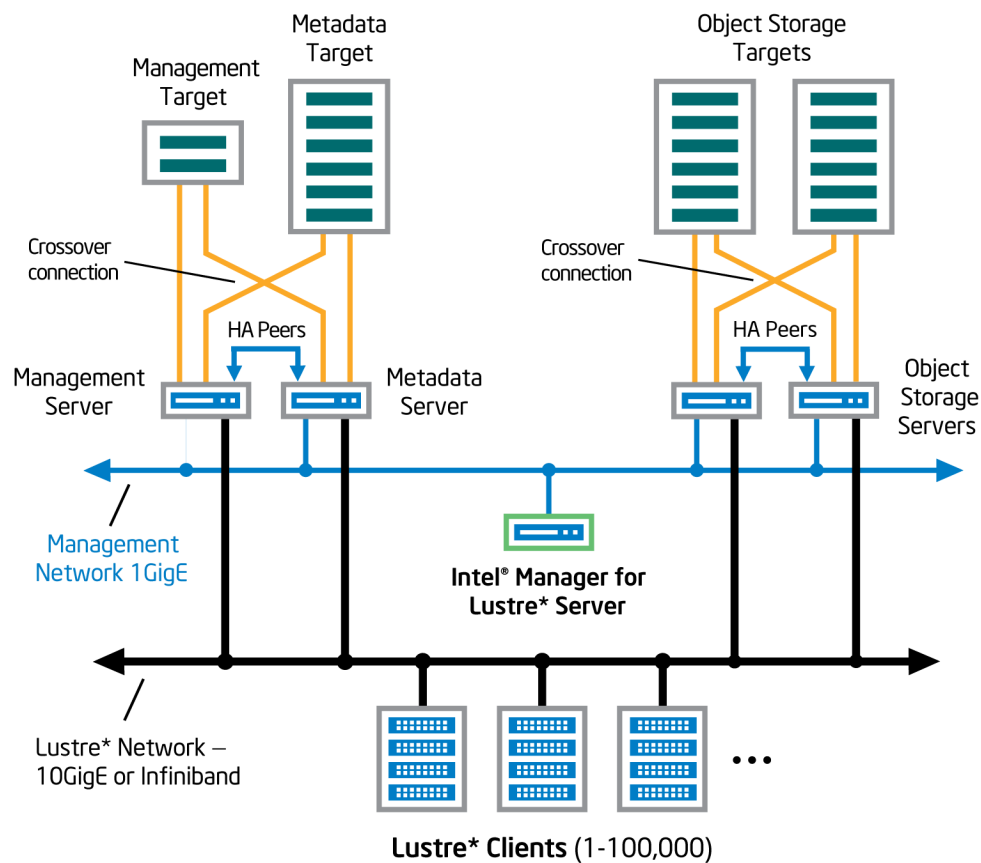 Metadata
Target
Object Storage
Targets
Management
Target
Crossover
connection
Crossover
connection
HA Peers
HA Peers
Management
Server
Metadata
Server
Object
Storage
Servers
Management
Network 1GigE
Intel® Manager for
Lustre* Server
Lustre* Network –
10GigE or Infiniband
...
Lustre* Clients (1-100,000)